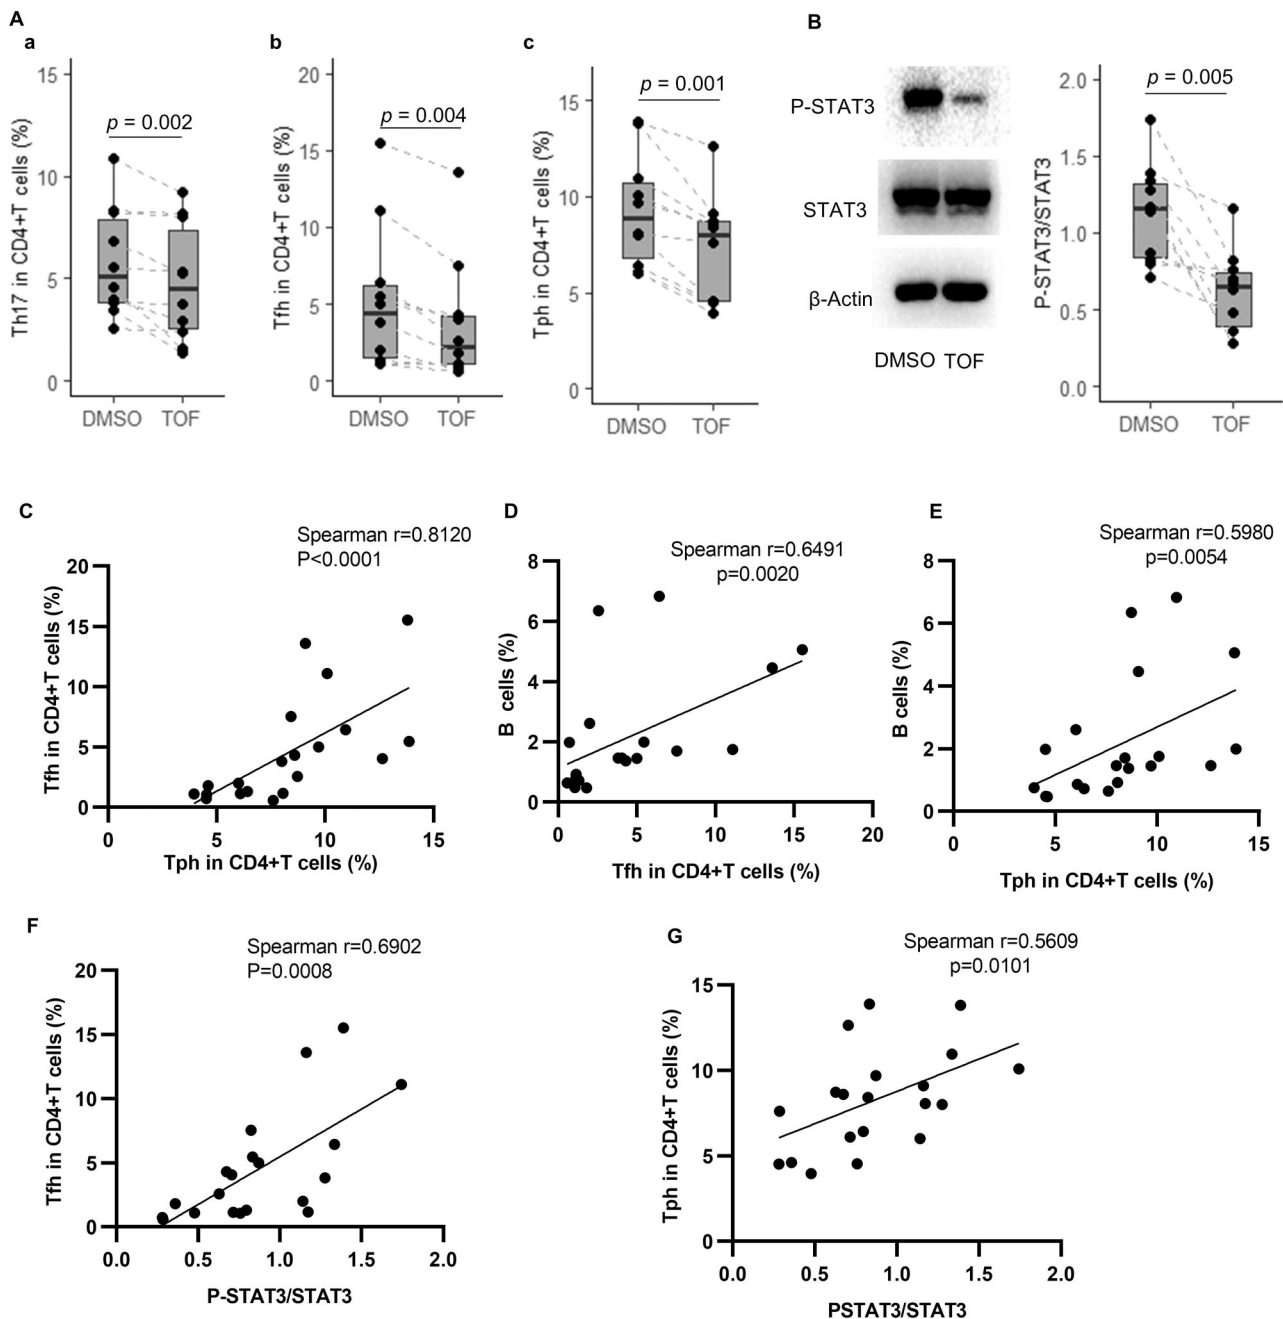 A
a
Th17 in CD4+T cells (%)
15
10
5
0
p = 0.002
DMSO TOF
b
Tfh in CD4+T cells (%)
20
15
10
5
0
p = 0.004
DMSO TOF
c
Tph in CD4+T cells (%)
15
10
5
0
p = 0.001
DMSO TOF
B
P-STAT3
STAT3
β-Actin
DMSO TOF
P-STAT3/STAT3
2.0
1.5
1.0
0.5
0.0
p = 0.005
DMSO TOF
C
Spearman r=0.8120
P<0.0001
Tfh in CD4+T cells (%)
20
15
10
5
0
5 10 15
Tph in CD4+T cells (%)
D
Spearman r=0.6491
p=0.0020
B cells (%)
8
6
4
2
0
0 5 10 15 20
Tfh in CD4+T cells (%)
E
Spearman r=0.5980
p=0.0054
B cells (%)
8
6
4
2
0
0 5 10 15
Tph in CD4+T cells (%)
F
Spearman r=0.6902
P=0.0008
Tfh in CD4+T cells (%)
20
15
10
5
0
0.0 0.5 1.0 1.5 2.0
P-STAT3/STAT3
G
Spearman r=0.5609
p=0.0101
Tph in CD4+T cells (%)
15
10
5
0
0.0 0.5 1.0 1.5 2.0
PSTAT3/STAT3